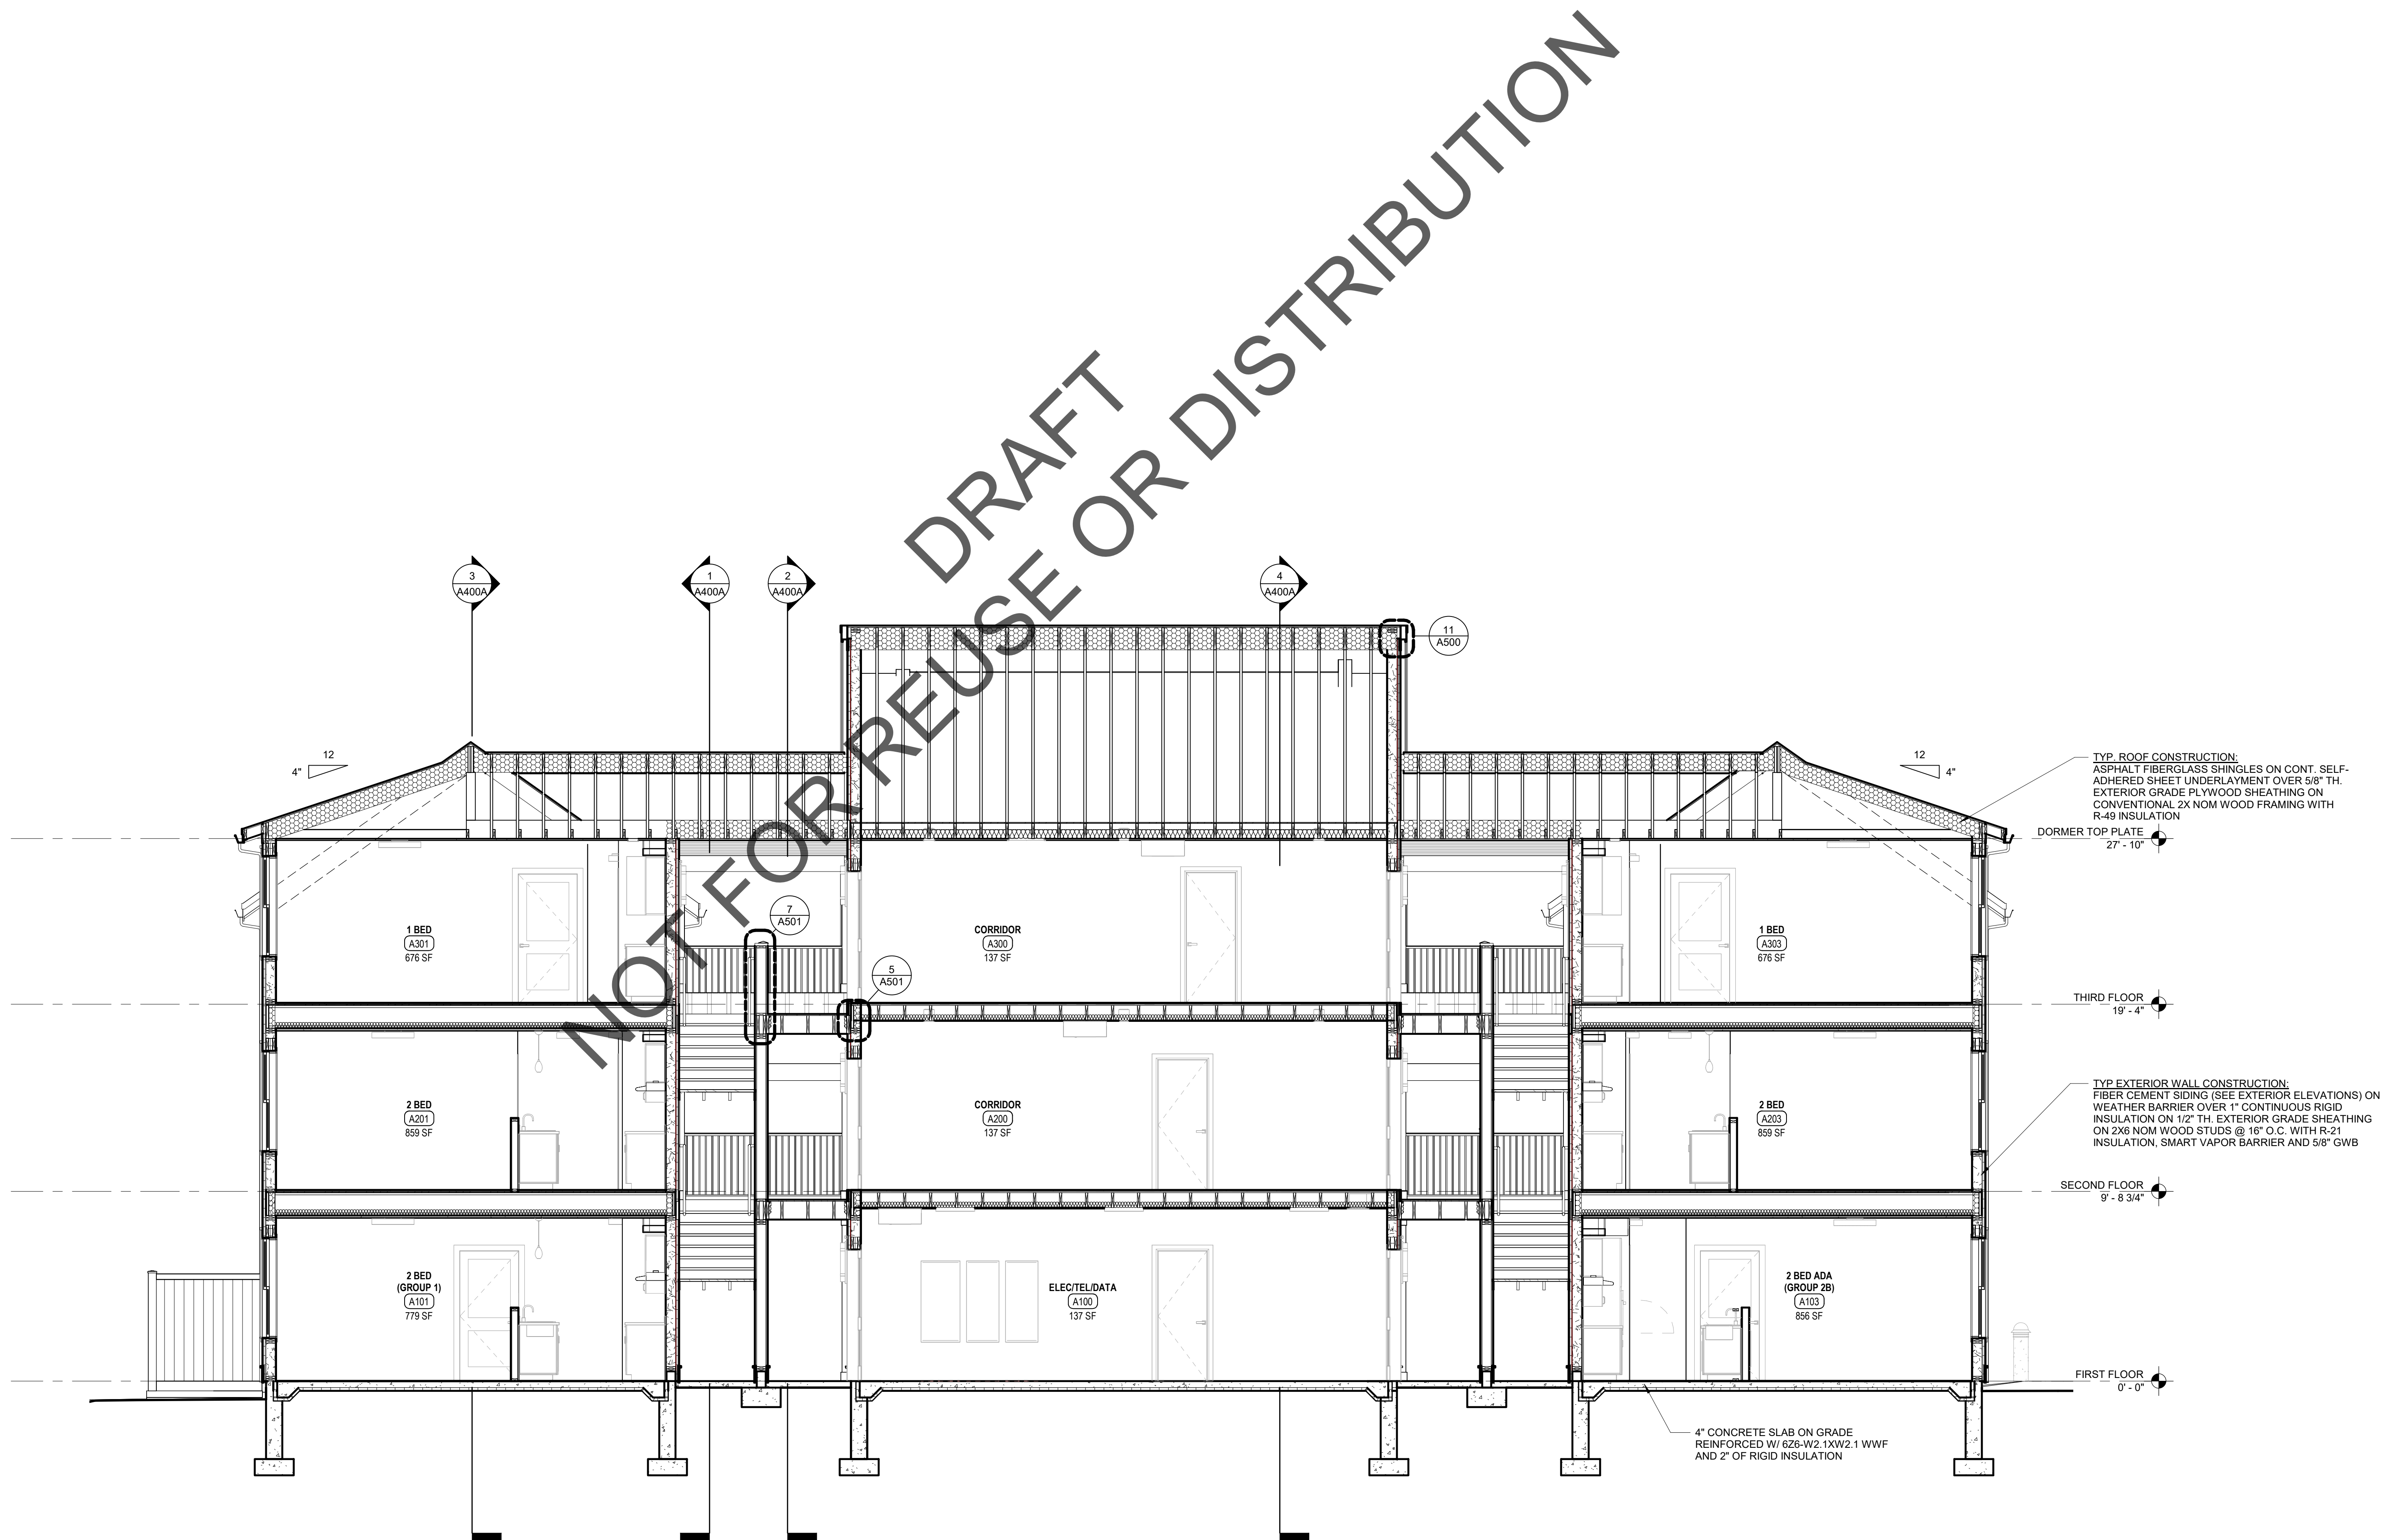 DRAFT
NOT FOR REUSE OR DISTRIBUTION
3
A400A
1
A400A
2
A400A
4
A400A
11
A500
12
4"
12
4"
TYP. ROOF CONSTRUCTION:
ASPHALT FIBERGLASS SHINGLES ON CONT. SELF-
ADHERED SHEET UNDERLAYMENT OVER 5/8" TH.
EXTERIOR GRADE PLYWOOD SHEATHING ON
CONVENTIONAL 2X NOM WOOD FRAMING WITH
R-49 INSULATION
DORMER TOP PLATE
27' - 10"
7
A501
1 BED
A301
676 SF
CORRIDOR
A300
137 SF
1 BED
A303
676 SF
5
A501
THIRD FLOOR
19' - 4"
2 BED
A201
859 SF
CORRIDOR
A200
137 SF
2 BED
A203
859 SF
TYP EXTERIOR WALL CONSTRUCTION:
FIBER CEMENT SIDING (SEE EXTERIOR ELEVATIONS) ON
WEATHER BARRIER OVER 1" CONTINUOUS RIGID
INSULATION ON 1/2" TH. EXTERIOR GRADE SHEATHING
ON 2X6 NOM WOOD STUDS @ 16" O.C. WITH R-21
INSULATION, SMART VAPOR BARRIER AND 5/8" GWB
SECOND FLOOR
9' - 8 3/4"
2 BED
(GROUP 1)
A101
779 SF
ELEC/TEL/DATA
A100
137 SF
2 BED ADA
(GROUP 2B)
A103
856 SF
FIRST FLOOR
0' - 0"
4" CONCRETE SLAB ON GRADE
REINFORCED W/ 6Z6-W2.1XW2.1 WWF
AND 2" OF RIGID INSULATION